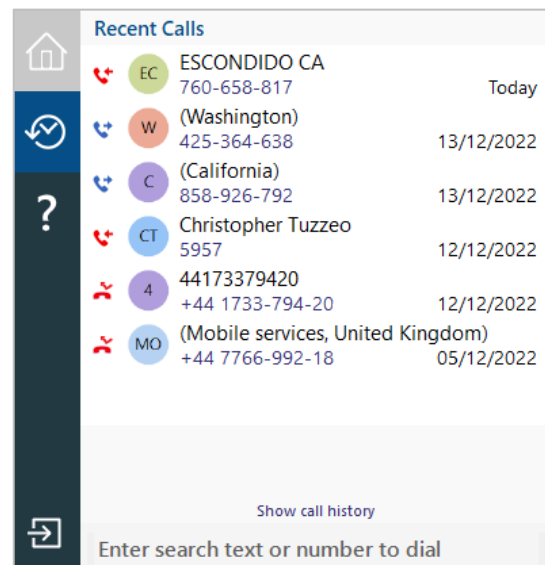 Recent Calls
EC
ESCONDIDO CA
760-658-817
Today
W
(Washington)
425-364-638
13/12/2022
C
(California)
858-926-792
13/12/2022
CT
Christopher Tuzzeo
5957
12/12/2022
4
44173379420
+44 1733-794-20
12/12/2022
MO
(Mobile services, United Kingdom)
+44 7766-992-18
05/12/2022
?
Show call history
Enter search text or number to dial